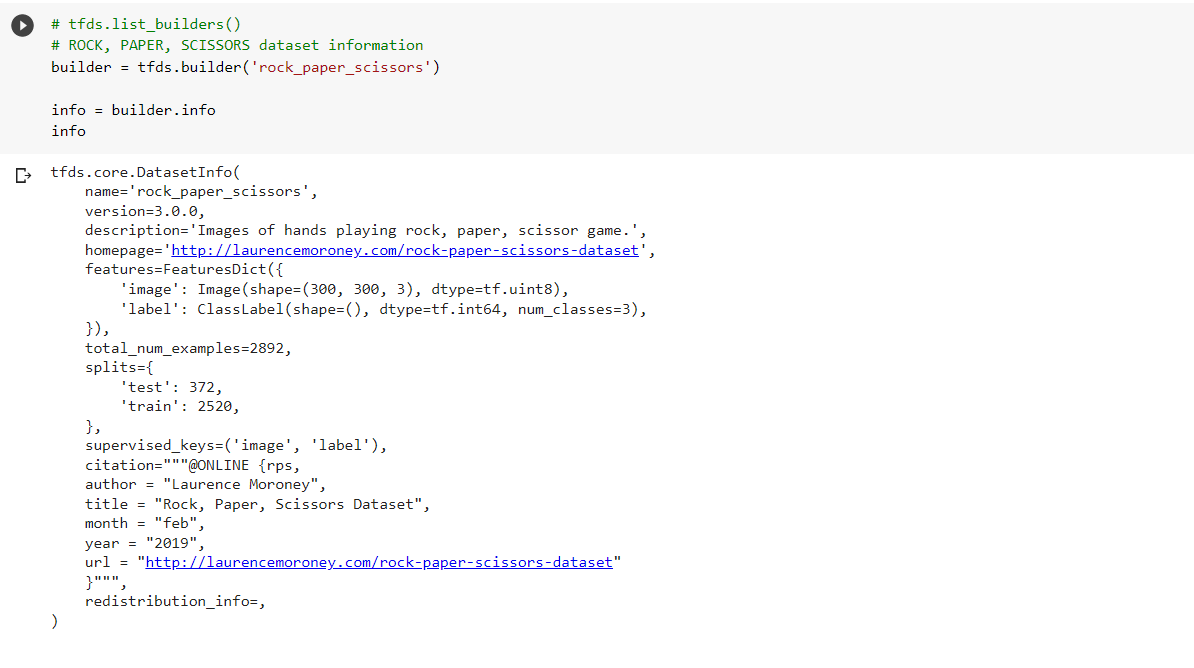 # tfds.list_builders()
# ROCK, PAPER, SCISSORS dataset information
builder = tfds.builder('rock_paper_scissors')
info = builder.info
info
tfds.core.DatasetInfo(
    name='rock_paper_scissors',
    version=3.0.0,
    description='Images of hands playing rock, paper, scissor game.',
    homepage='http://laurencemoroney.com/rock-paper-scissors-dataset',
    features=FeaturesDict({
        'image': Image(shape=(300, 300, 3), dtype=tf.uint8),
        'label': ClassLabel(shape=(), dtype=tf.int64, num_classes=3),
    }),
    total_num_examples=2892,
    splits={
        'test': 372,
        'train': 2520,
    },
    supervised_keys=('image', 'label'),
    citation="""@ONLINE {rps,
    author = "Laurence Moroney",
    title = "Rock, Paper, Scissors Dataset",
    month = "feb",
    year = "2019",
    url = "http://laurencemoroney.com/rock-paper-scissors-dataset"
    }""",
    redistribution_info=,
)